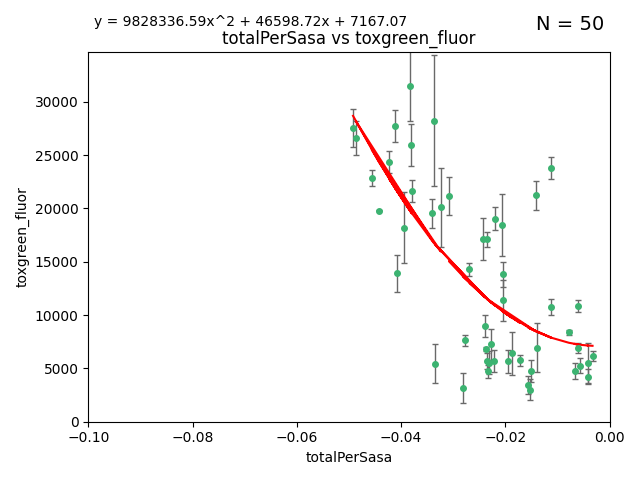 y = 9828336.59x^2 + 46598.72x + 7167.07
N = 50
totalPerSasa vs toxgreen_fluor
30000
25000
20000
15000
10000
5000
0
toxgreen_fluor
−0.10 −0.08 −0.06 −0.04 −0.02 0.00
totalPerSasa